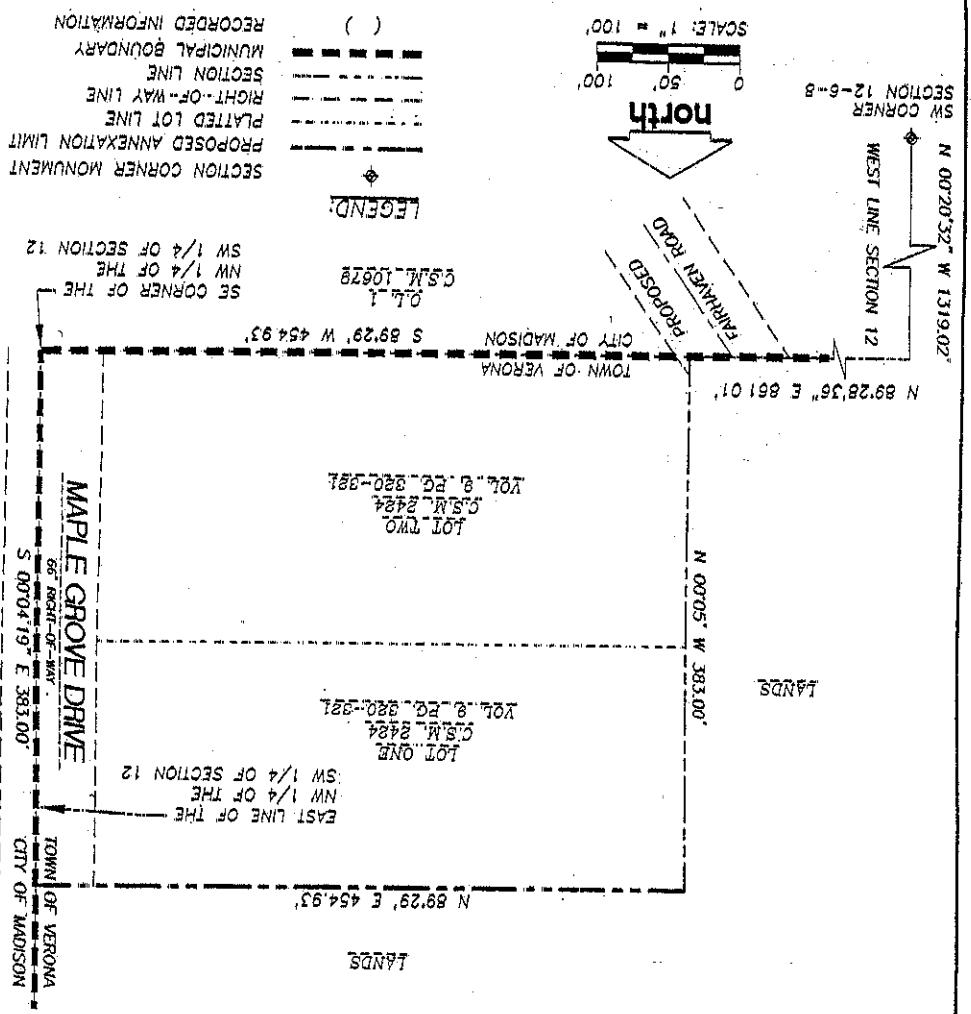 LANDS
N 89°29' E 454.93'
TOWN OF VERONA
CITY OF MADISON
EAST LINE OF THE
NW 1/4 OF THE
SW 1/4 OF SECTION 12
LOT ONE
C.S.M. 2424
VOL. 9, PG. 320-321
LANDS
N 00°05' W 383.00'
MAPLE GROVE DRIVE
66' RIGHT-OF-WAY
S 00°04'19" E 383.00'
LOT TWO
C.S.M. 2424
VOL. 9, PG. 320-321
N 89°28'36" E 861.01'
TOWN OF VERONA
CITY OF MADISON
S 89°29' W 454.93'
PROPOSED
FAIRHAVEN ROAD
O.L. 1
C.S.M. 10679
SE CORNER OF THE
NW 1/4 OF THE
SW 1/4 OF SECTION 12
WEST LINE SECTION 12
N 00°20'32" W 1319.02'
SW CORNER
SECTION 12-6-8
north
0 50' 100'
SCALE: 1" = 100'
LEGEND:
SECTION CORNER MONUMENT
PROPOSED ANNEXATION LIMIT
PLATTED LOT LINE
RIGHT-OF-WAY LINE
SECTION LINE
MUNICIPAL BOUNDARY
( ) RECORDED INFORMATION